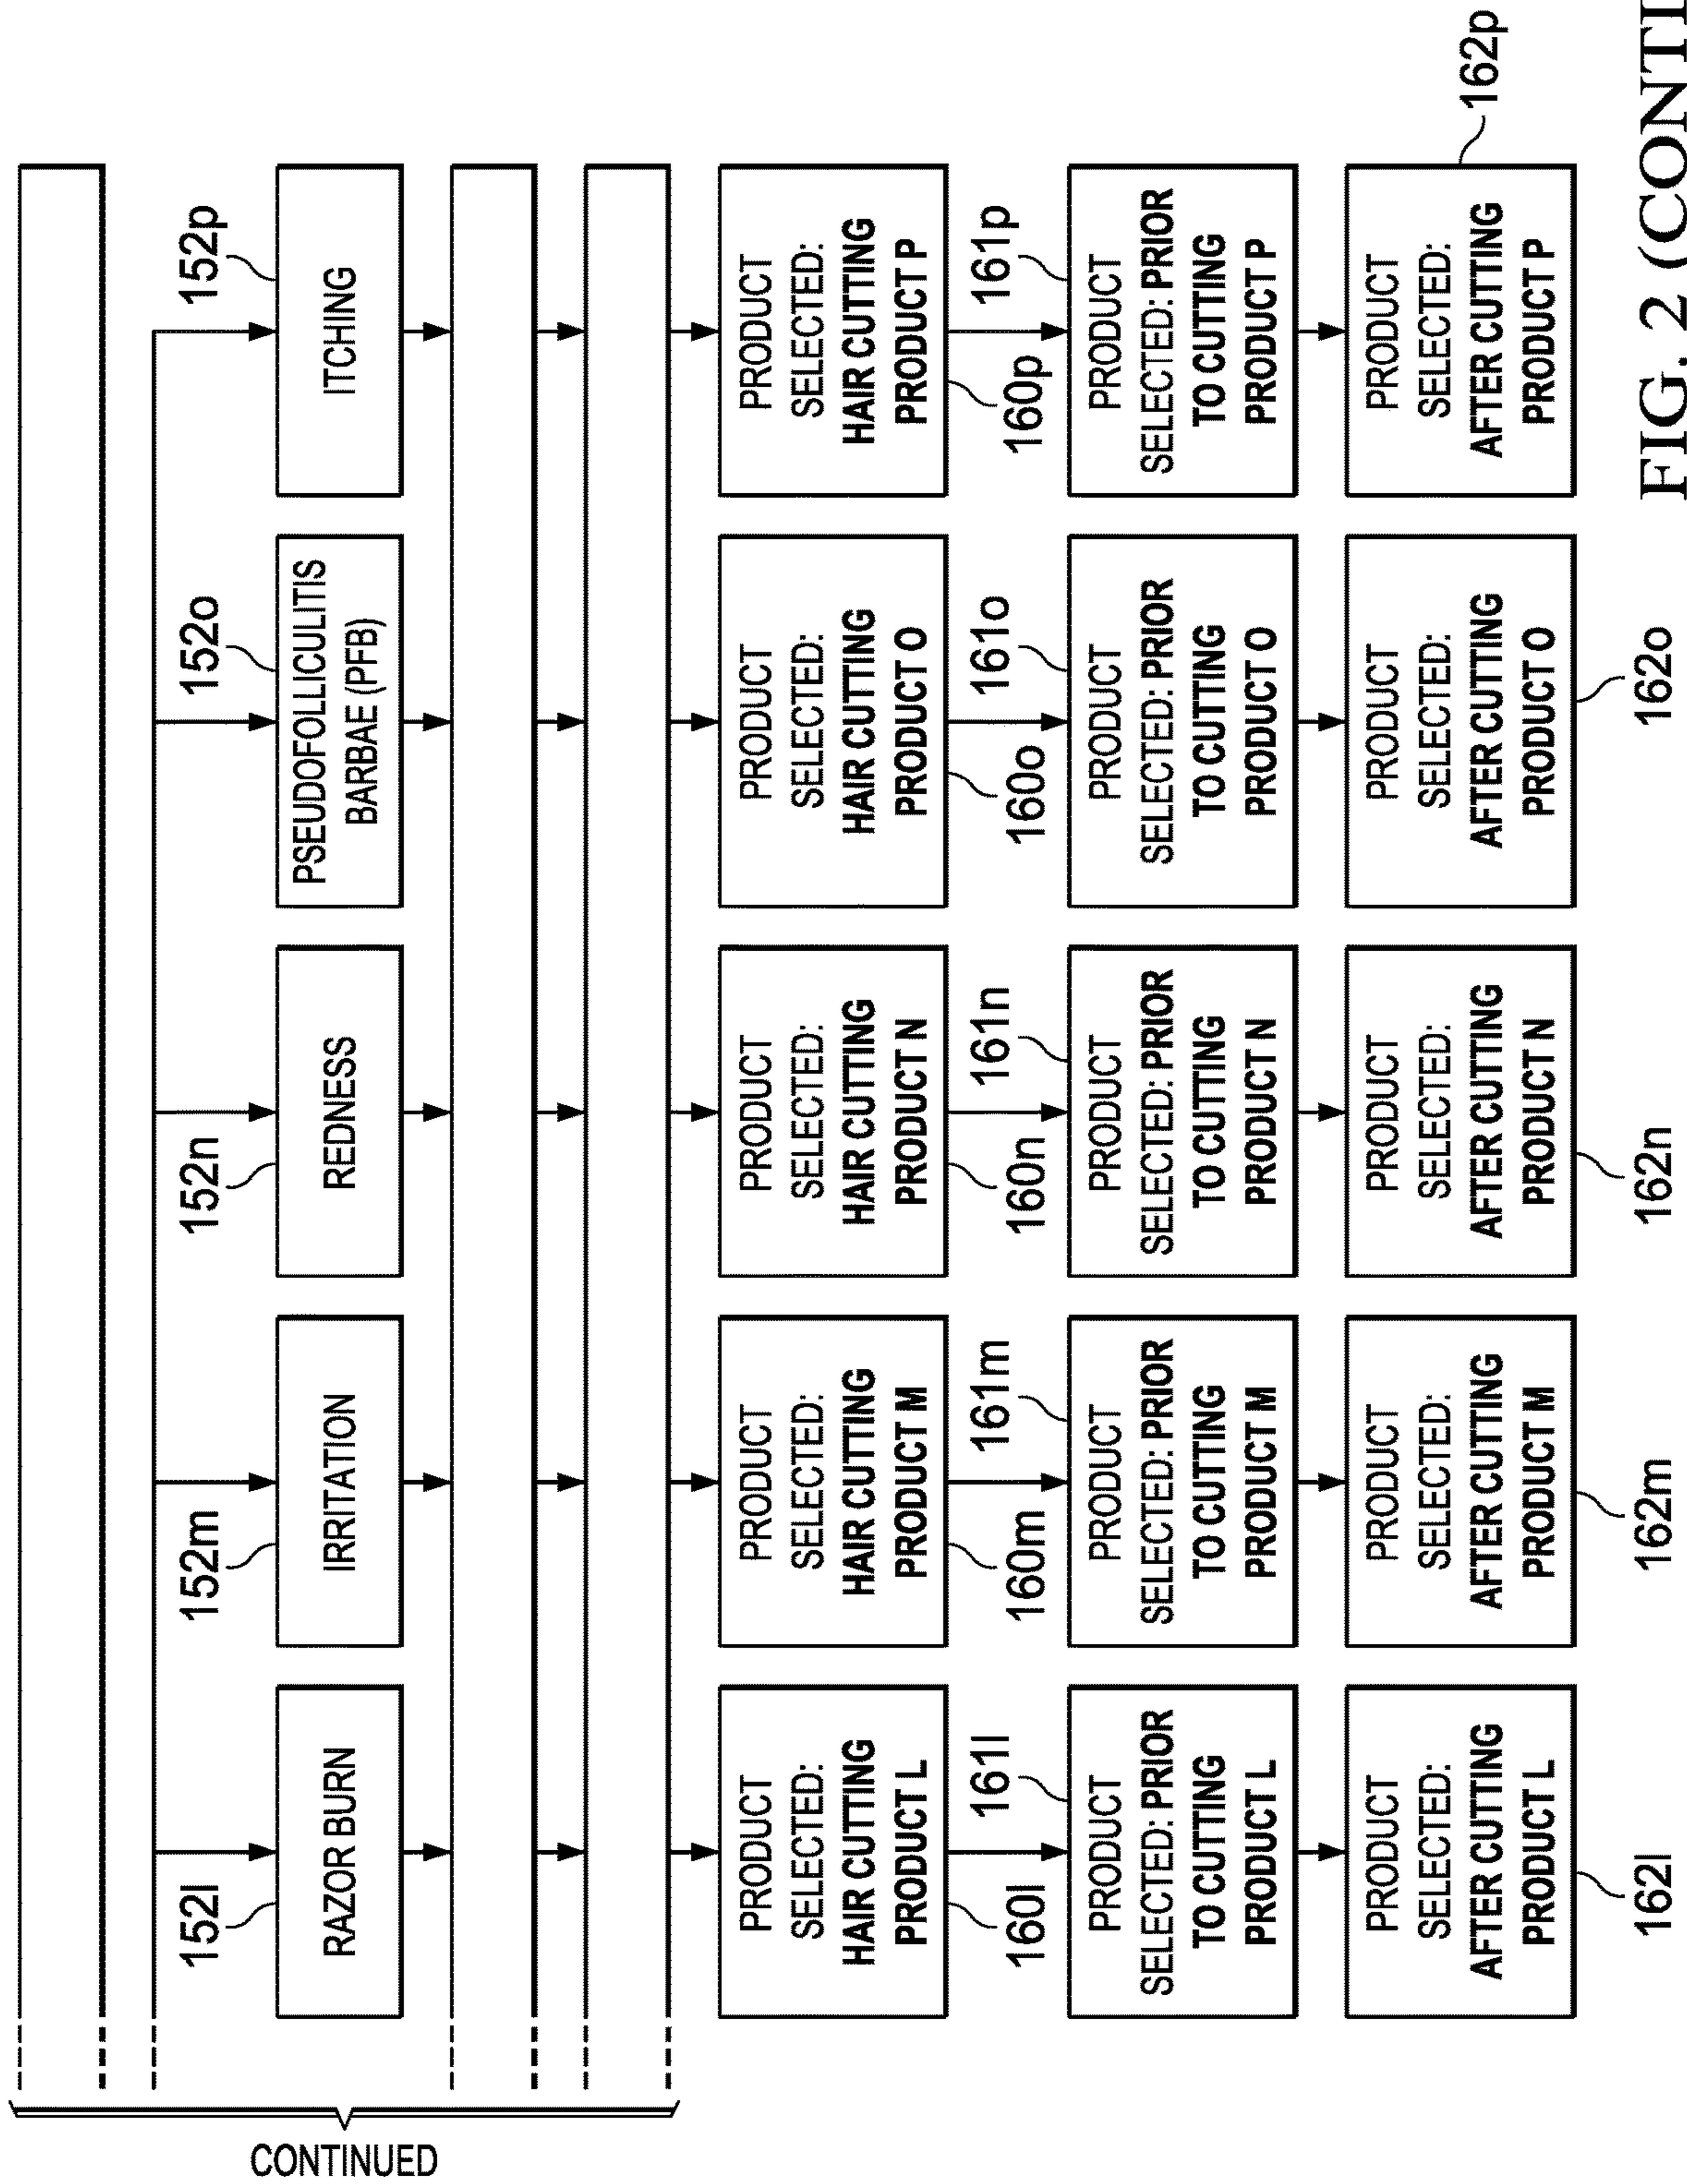 CONTINUED
152l
152m
152n
152o
152p
RAZOR BURN
IRRITATION
REDNESS
PSEUDOFOLLICULITIS
BARBAE (PFB)
ITCHING
PRODUCT
SELECTED:
HAIR CUTTING
PRODUCT L
PRODUCT
SELECTED:
HAIR CUTTING
PRODUCT M
PRODUCT
SELECTED:
HAIR CUTTING
PRODUCT N
PRODUCT
SELECTED:
HAIR CUTTING
PRODUCT O
PRODUCT
SELECTED:
HAIR CUTTING
PRODUCT P
160l
161l
160m
161m
160n
161n
160o
161o
160p
161p
PRODUCT
SELECTED: PRIOR
TO CUTTING
PRODUCT L
PRODUCT
SELECTED: PRIOR
TO CUTTING
PRODUCT M
PRODUCT
SELECTED: PRIOR
TO CUTTING
PRODUCT N
PRODUCT
SELECTED: PRIOR
TO CUTTING
PRODUCT O
PRODUCT
SELECTED: PRIOR
TO CUTTING
PRODUCT P
PRODUCT
SELECTED:
AFTER CUTTING
PRODUCT L
PRODUCT
SELECTED:
AFTER CUTTING
PRODUCT M
PRODUCT
SELECTED:
AFTER CUTTING
PRODUCT N
PRODUCT
SELECTED:
AFTER CUTTING
PRODUCT O
PRODUCT
SELECTED:
AFTER CUTTING
PRODUCT P
162l
162m
162n
162o
162p
FIG. 2 (CONTI